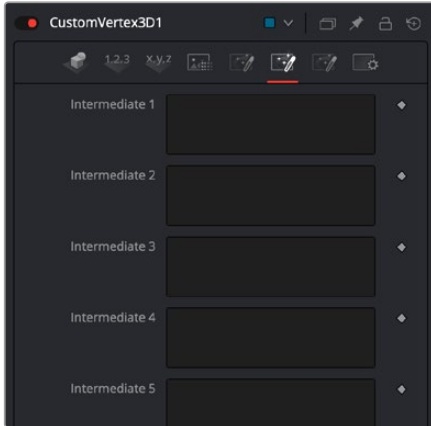 CustomVertex3D1
1,2,3 x,y,z
Intermediate 1
Intermediate 2
Intermediate 3
Intermediate 4
Intermediate 5